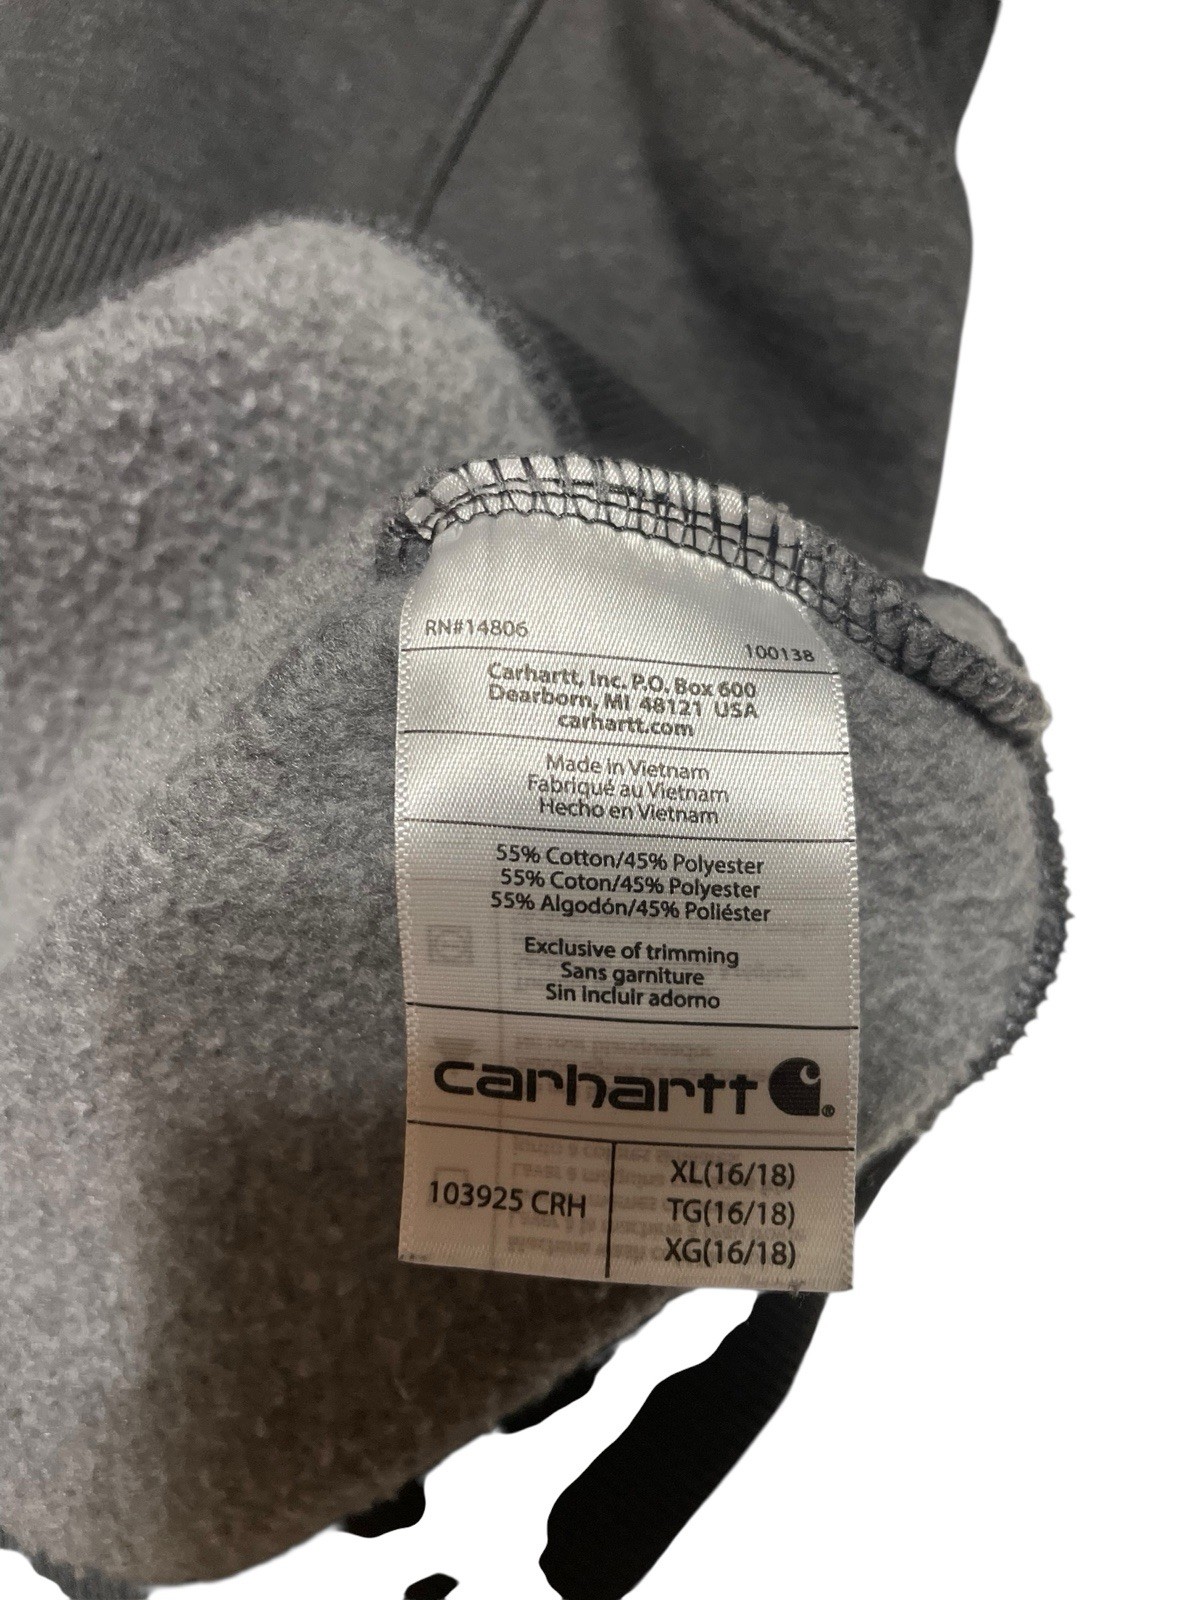 RN#14806
100138
Carhartt, Inc. P.O. Box 600
Dearborn, MI 48121 USA
carhartt.com
Made in Vietnam
Fabriqué au Vietnam
Hecho en Vietnam
55% Cotton/45% Polyester
55% Coton/45% Polyester
55% Algodón/45% Poliéster
Exclusive of trimming
Sans garniture
Sin incluir adorno
carhartt
®
103925 CRH
XL(16/18)
TG(16/18)
XG(16/18)